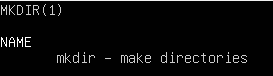 MKDIR(1)
NAME
mkdir – make directories